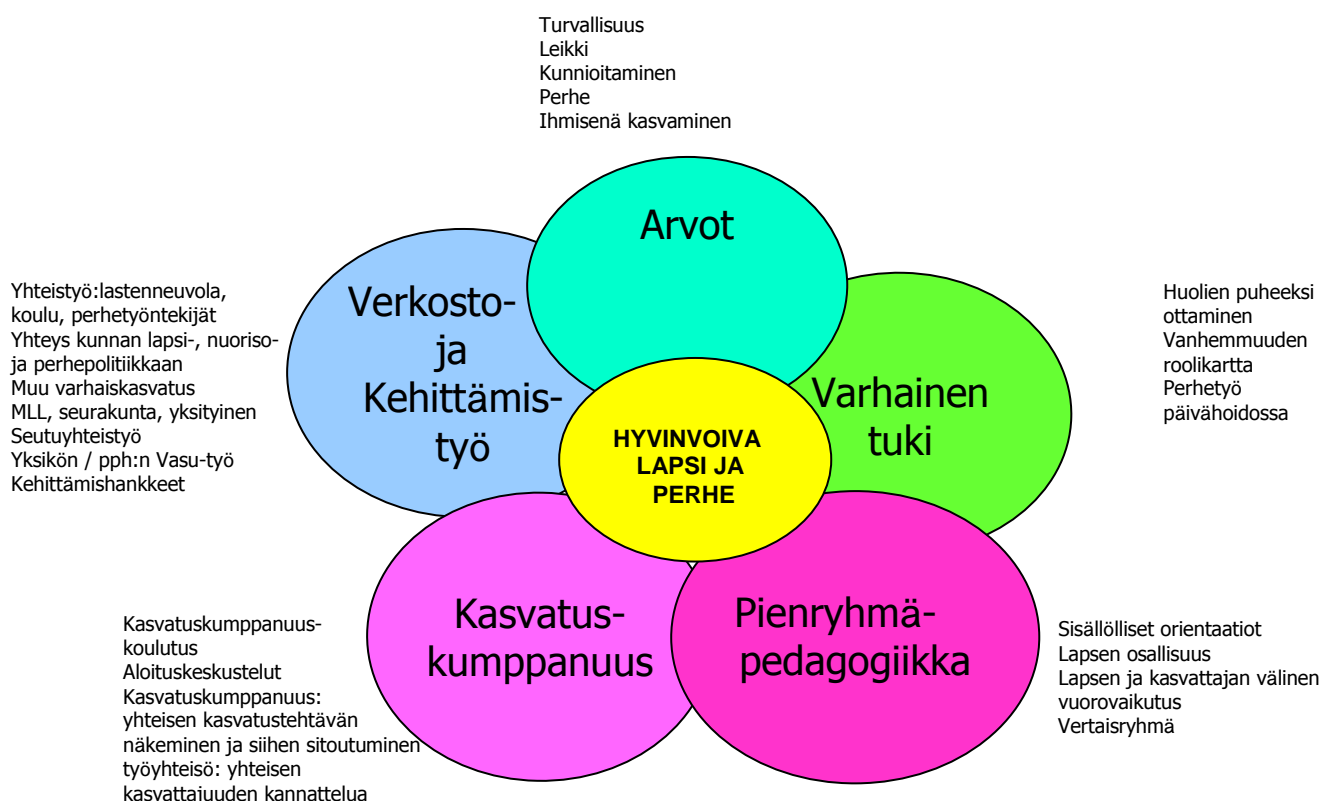 Turvallisuus
Leikki
Kunnioitaminen
Perhe
Ihmisenä kasvaminen
Arvot
Verkosto-
ja
Kehittämis-
työ
Yhteistyö:lastenneuvola,
koulu, perhetyöntekijät
Yhteys kunnan lapsi-, nuoriso-
ja perhepolitiikkaan
Muu varhaiskasvatus
MLL, seurakunta, yksityinen
Seutuyhteistyö
Yksikön / pph:n Vasu-työ
Kehittämishankkeet
Varhainen
tuki
Huolien puheeksi
ottaminen
Vanhemmuuden
roolikartta
Perhetyö
päivähoidossa
HYVINVOIVA
LAPSI JA
PERHE
Kasvatus-
kumppanuus
Kasvatuskumppanuus-
koulutus
Aloituskeskustelut
Kasvatuskumppanuus:
yhteisen kasvatustehtävän
näkeminen ja siihen sitoutuminen
työyhteisö: yhteisen
kasvattajuuden kannattelua
Pienryhmä-
pedagogiikka
Sisällölliset orientaatiot
Lapsen osallisuus
Lapsen ja kasvattajan välinen
vuorovaikutus
Vertaisryhmä